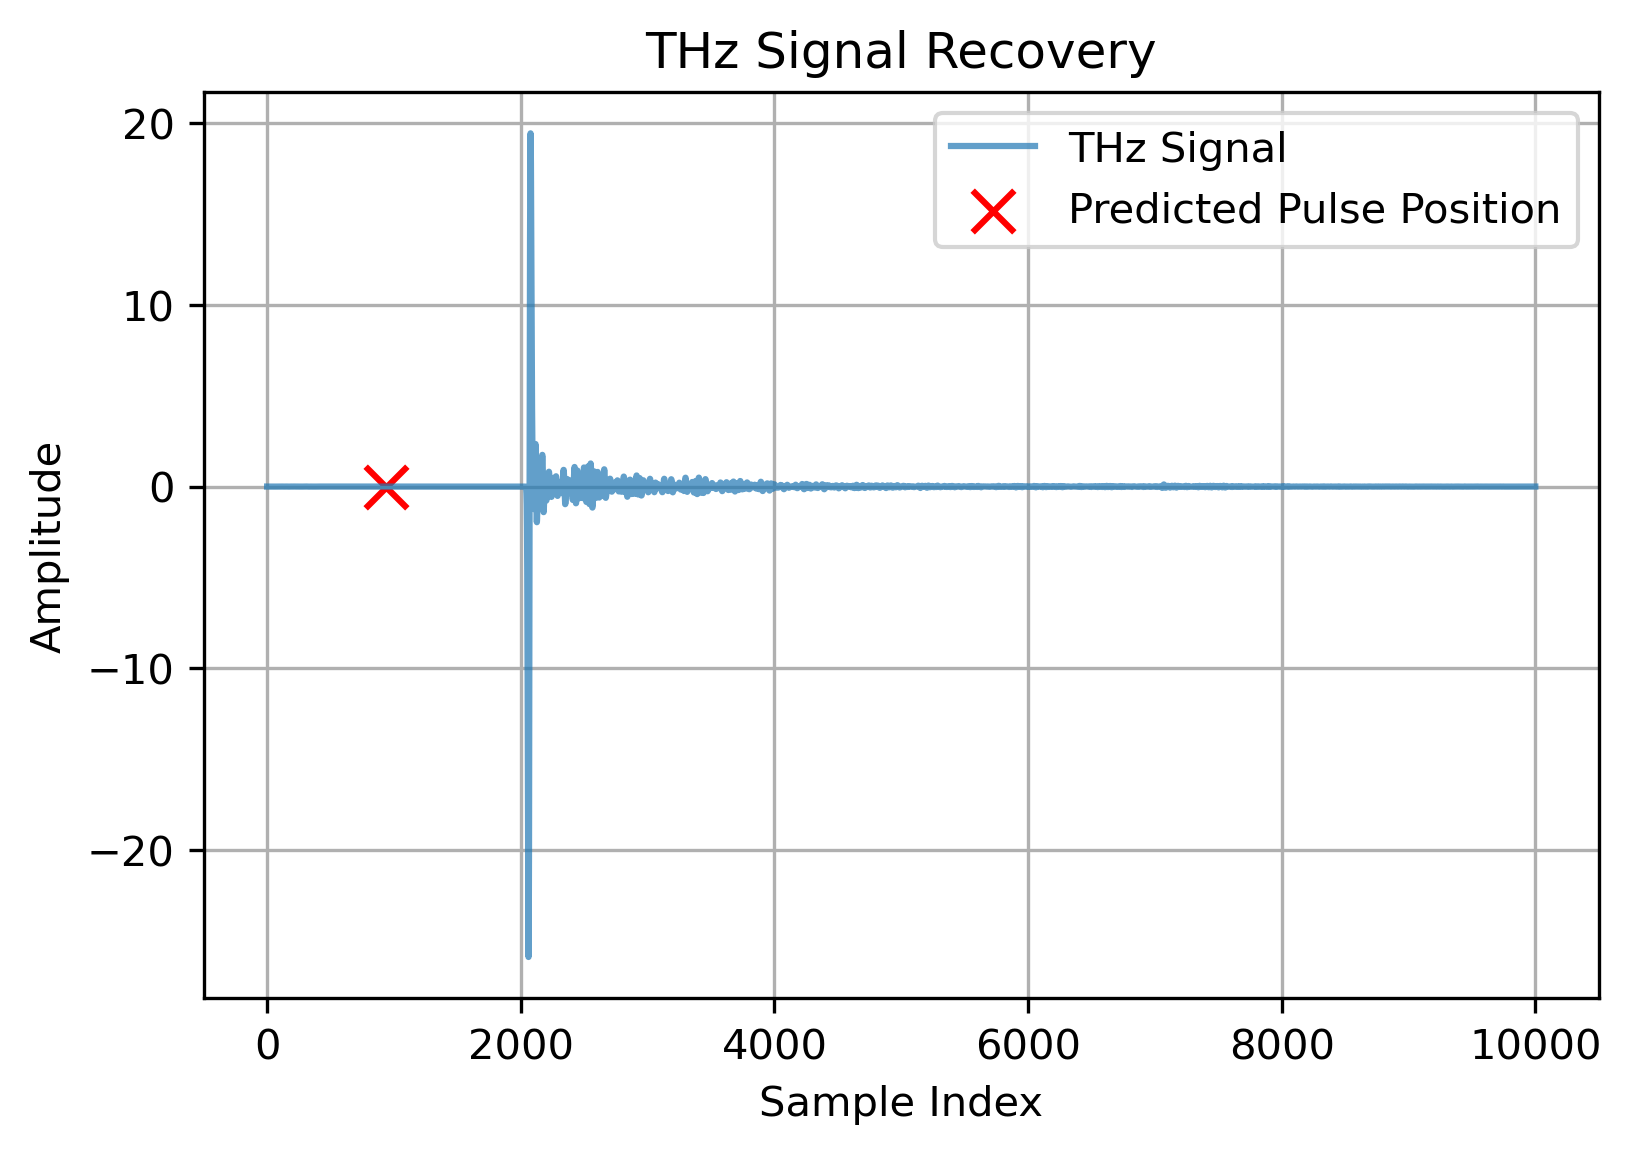 THz Signal Recovery
THz Signal
Predicted Pulse Position
20
10
0
−10
−20
Amplitude
0 2000 4000 6000 8000 10000
Sample Index